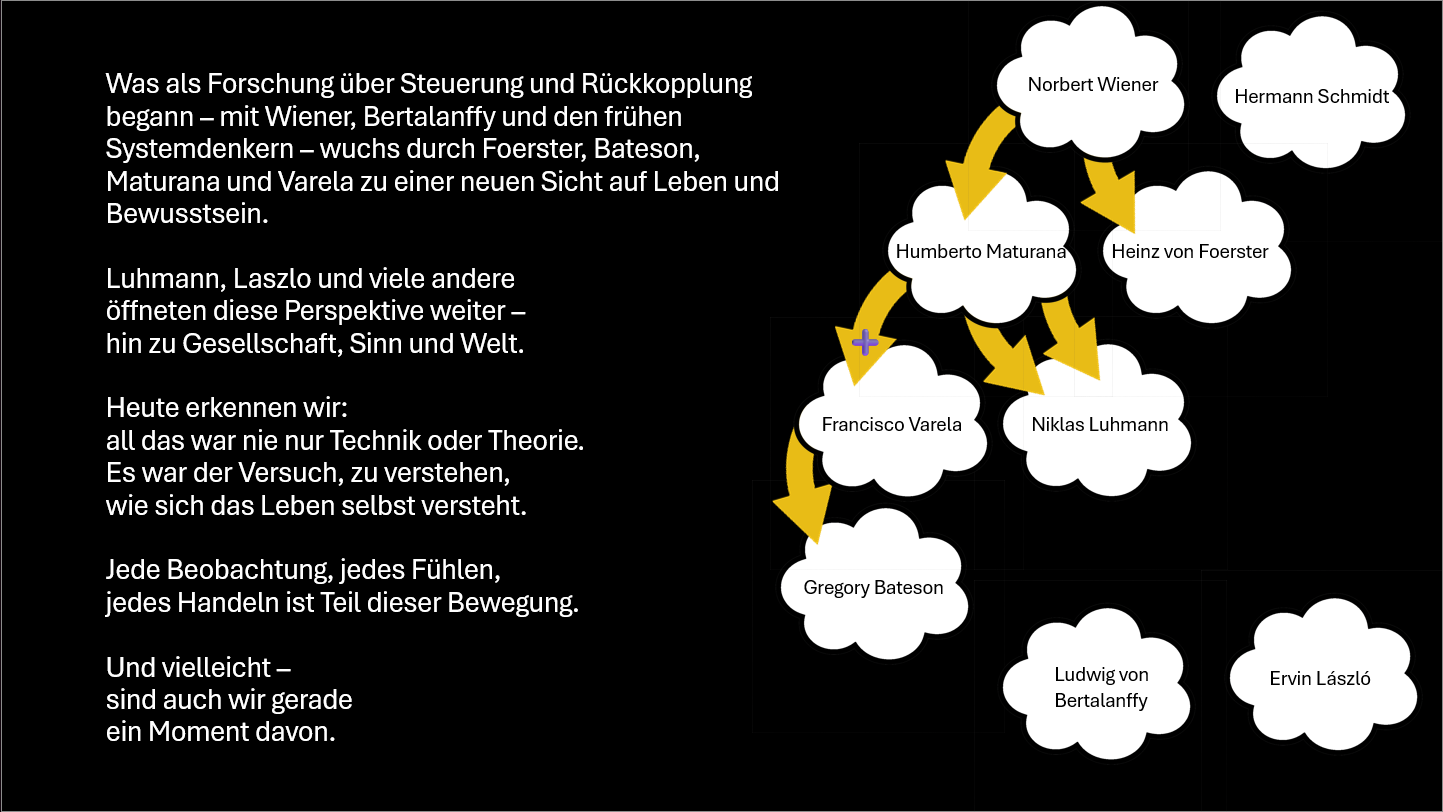 Was als Forschung über Steuerung und Rückkopplung
begann – mit Wiener, Bertalanffy und den frühen
Systemdenkern – wuchs durch Foerster, Bateson,
Maturana und Varela zu einer neuen Sicht auf Leben und
Bewusstsein.
Luhmann, Laszlo und viele andere
öffneten diese Perspektive weiter –
hin zu Gesellschaft, Sinn und Welt.
Heute erkennen wir:
all das war nie nur Technik oder Theorie.
Es war der Versuch, zu verstehen,
wie sich das Leben selbst versteht.
Jede Beobachtung, jedes Fühlen,
jedes Handeln ist Teil dieser Bewegung.
Und vielleicht –
sind auch wir gerade
ein Moment davon.
Norbert Wiener
Hermann Schmidt
Humberto Maturana
Heinz von Foerster
Francisco Varela
Niklas Luhmann
Gregory Bateson
Ludwig von
Bertalanffy
Ervin László